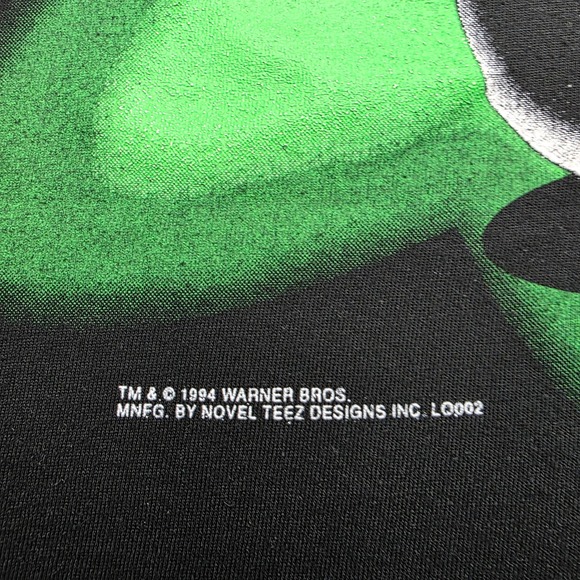 TM & © 1994 WARNER BROS.
MNFG. BY NOVEL TEEZ DESIGNS INC. LO002